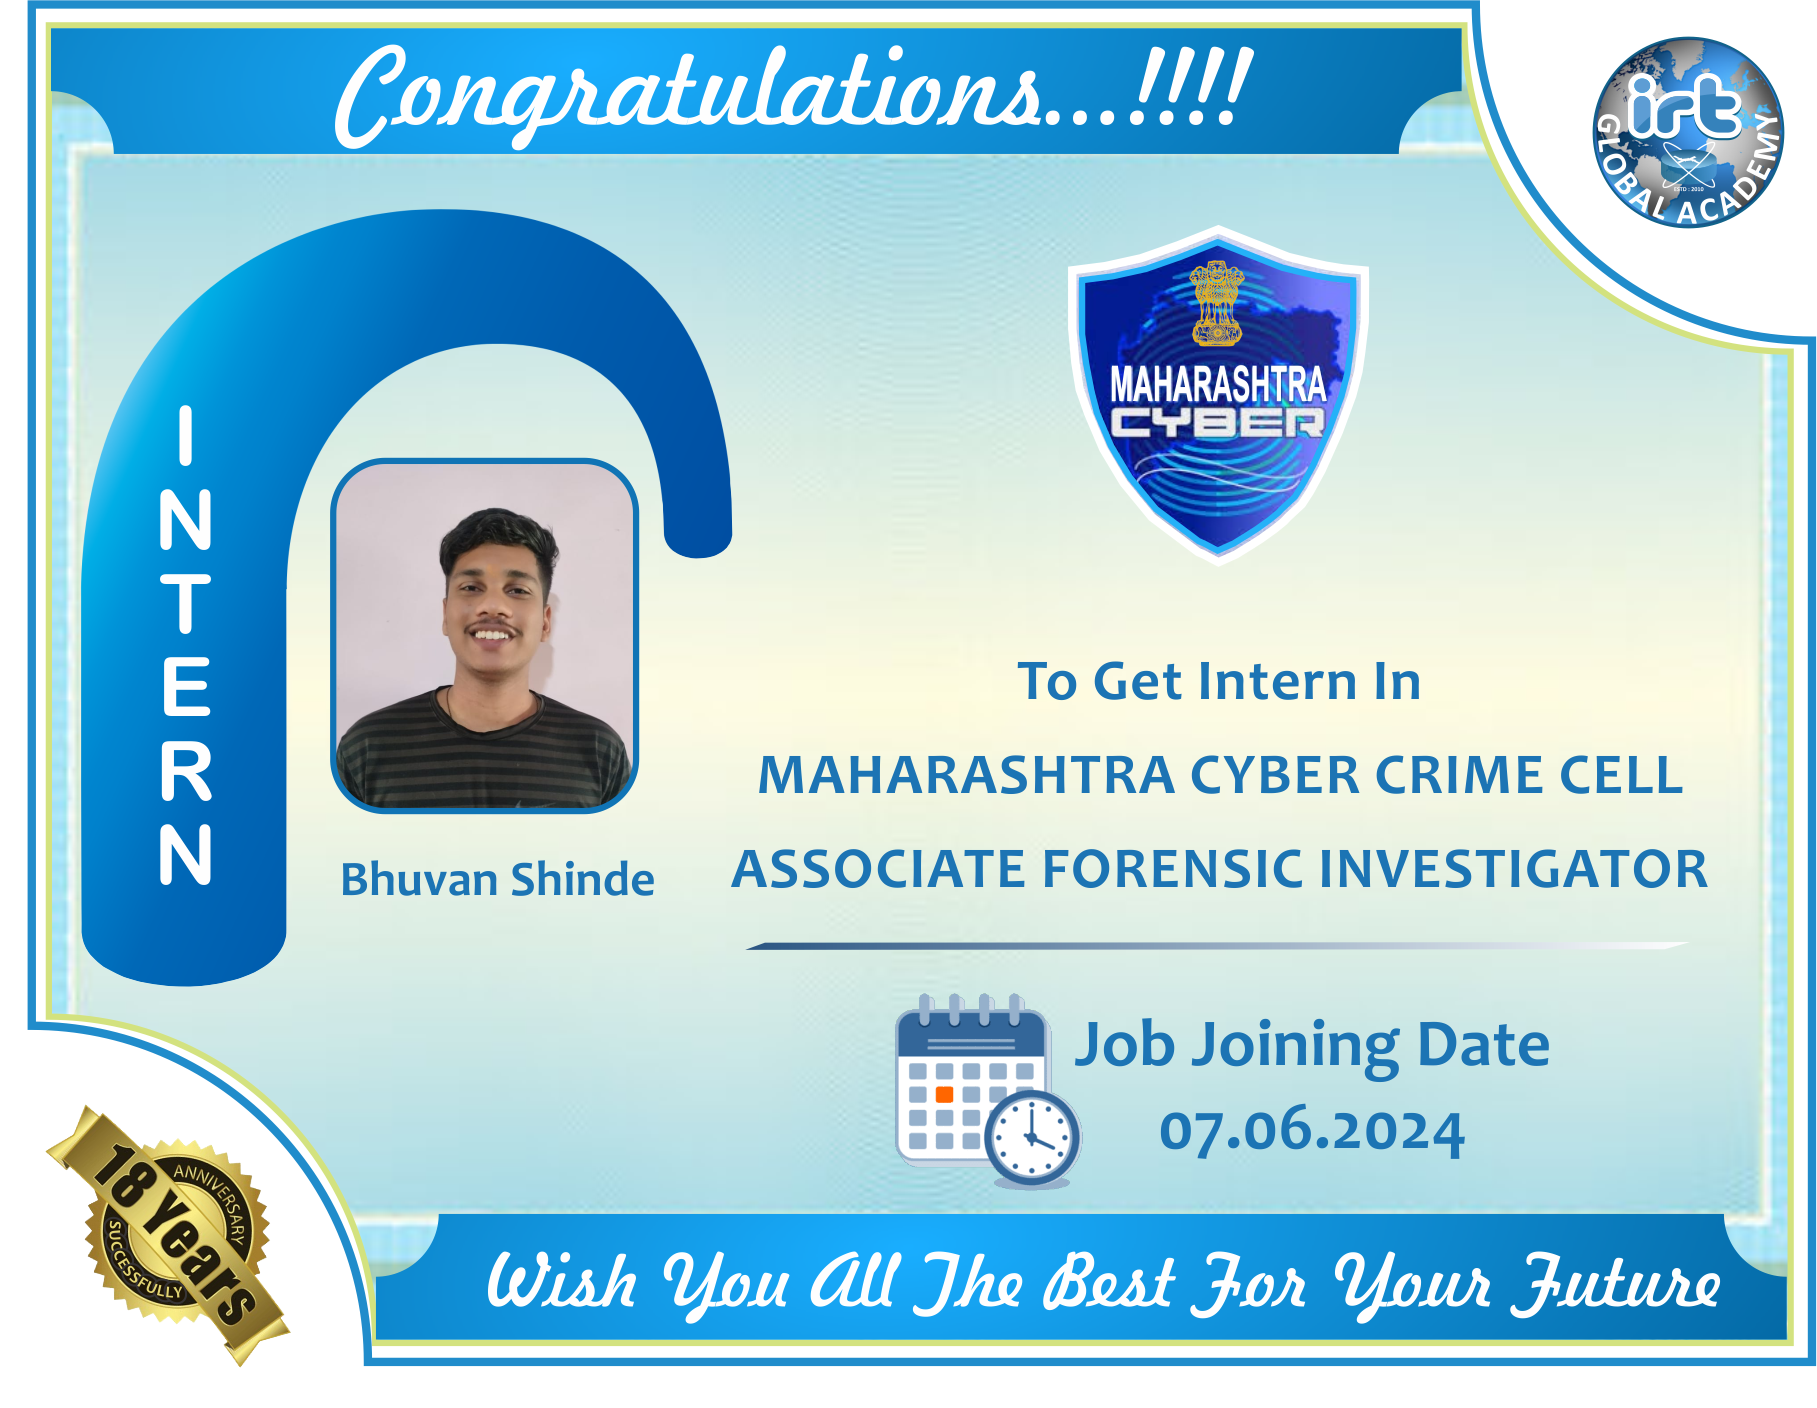 Congratulations...!!!!
irt
GLOBAL ACADEMY
ESTD : 2010
MAHARASHTRA
CYBER
INTERN
Bhuvan Shinde
To Get Intern In
MAHARASHTRA CYBER CRIME CELL
ASSOCIATE FORENSIC INVESTIGATOR
Job Joining Date
07.06.2024
ANNIVERSARY
18 Years
SUCCESSFULLY
Wish You All The Best For Your Future